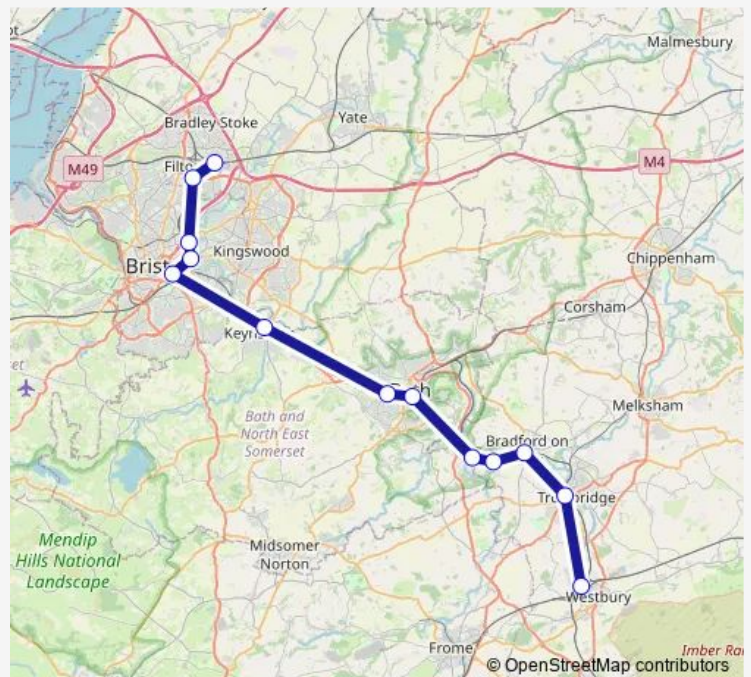 Malmesbury
Yate
Bradley Stoke
M49
M4
Kingswood
Chippenham
Corsham
Melksham
Bath and
North East
Somerset
Bradford on
Mendip
Hills National
Landscape
Midsomer
Norton
Westbury
Frome
© OpenStreetMap contributors